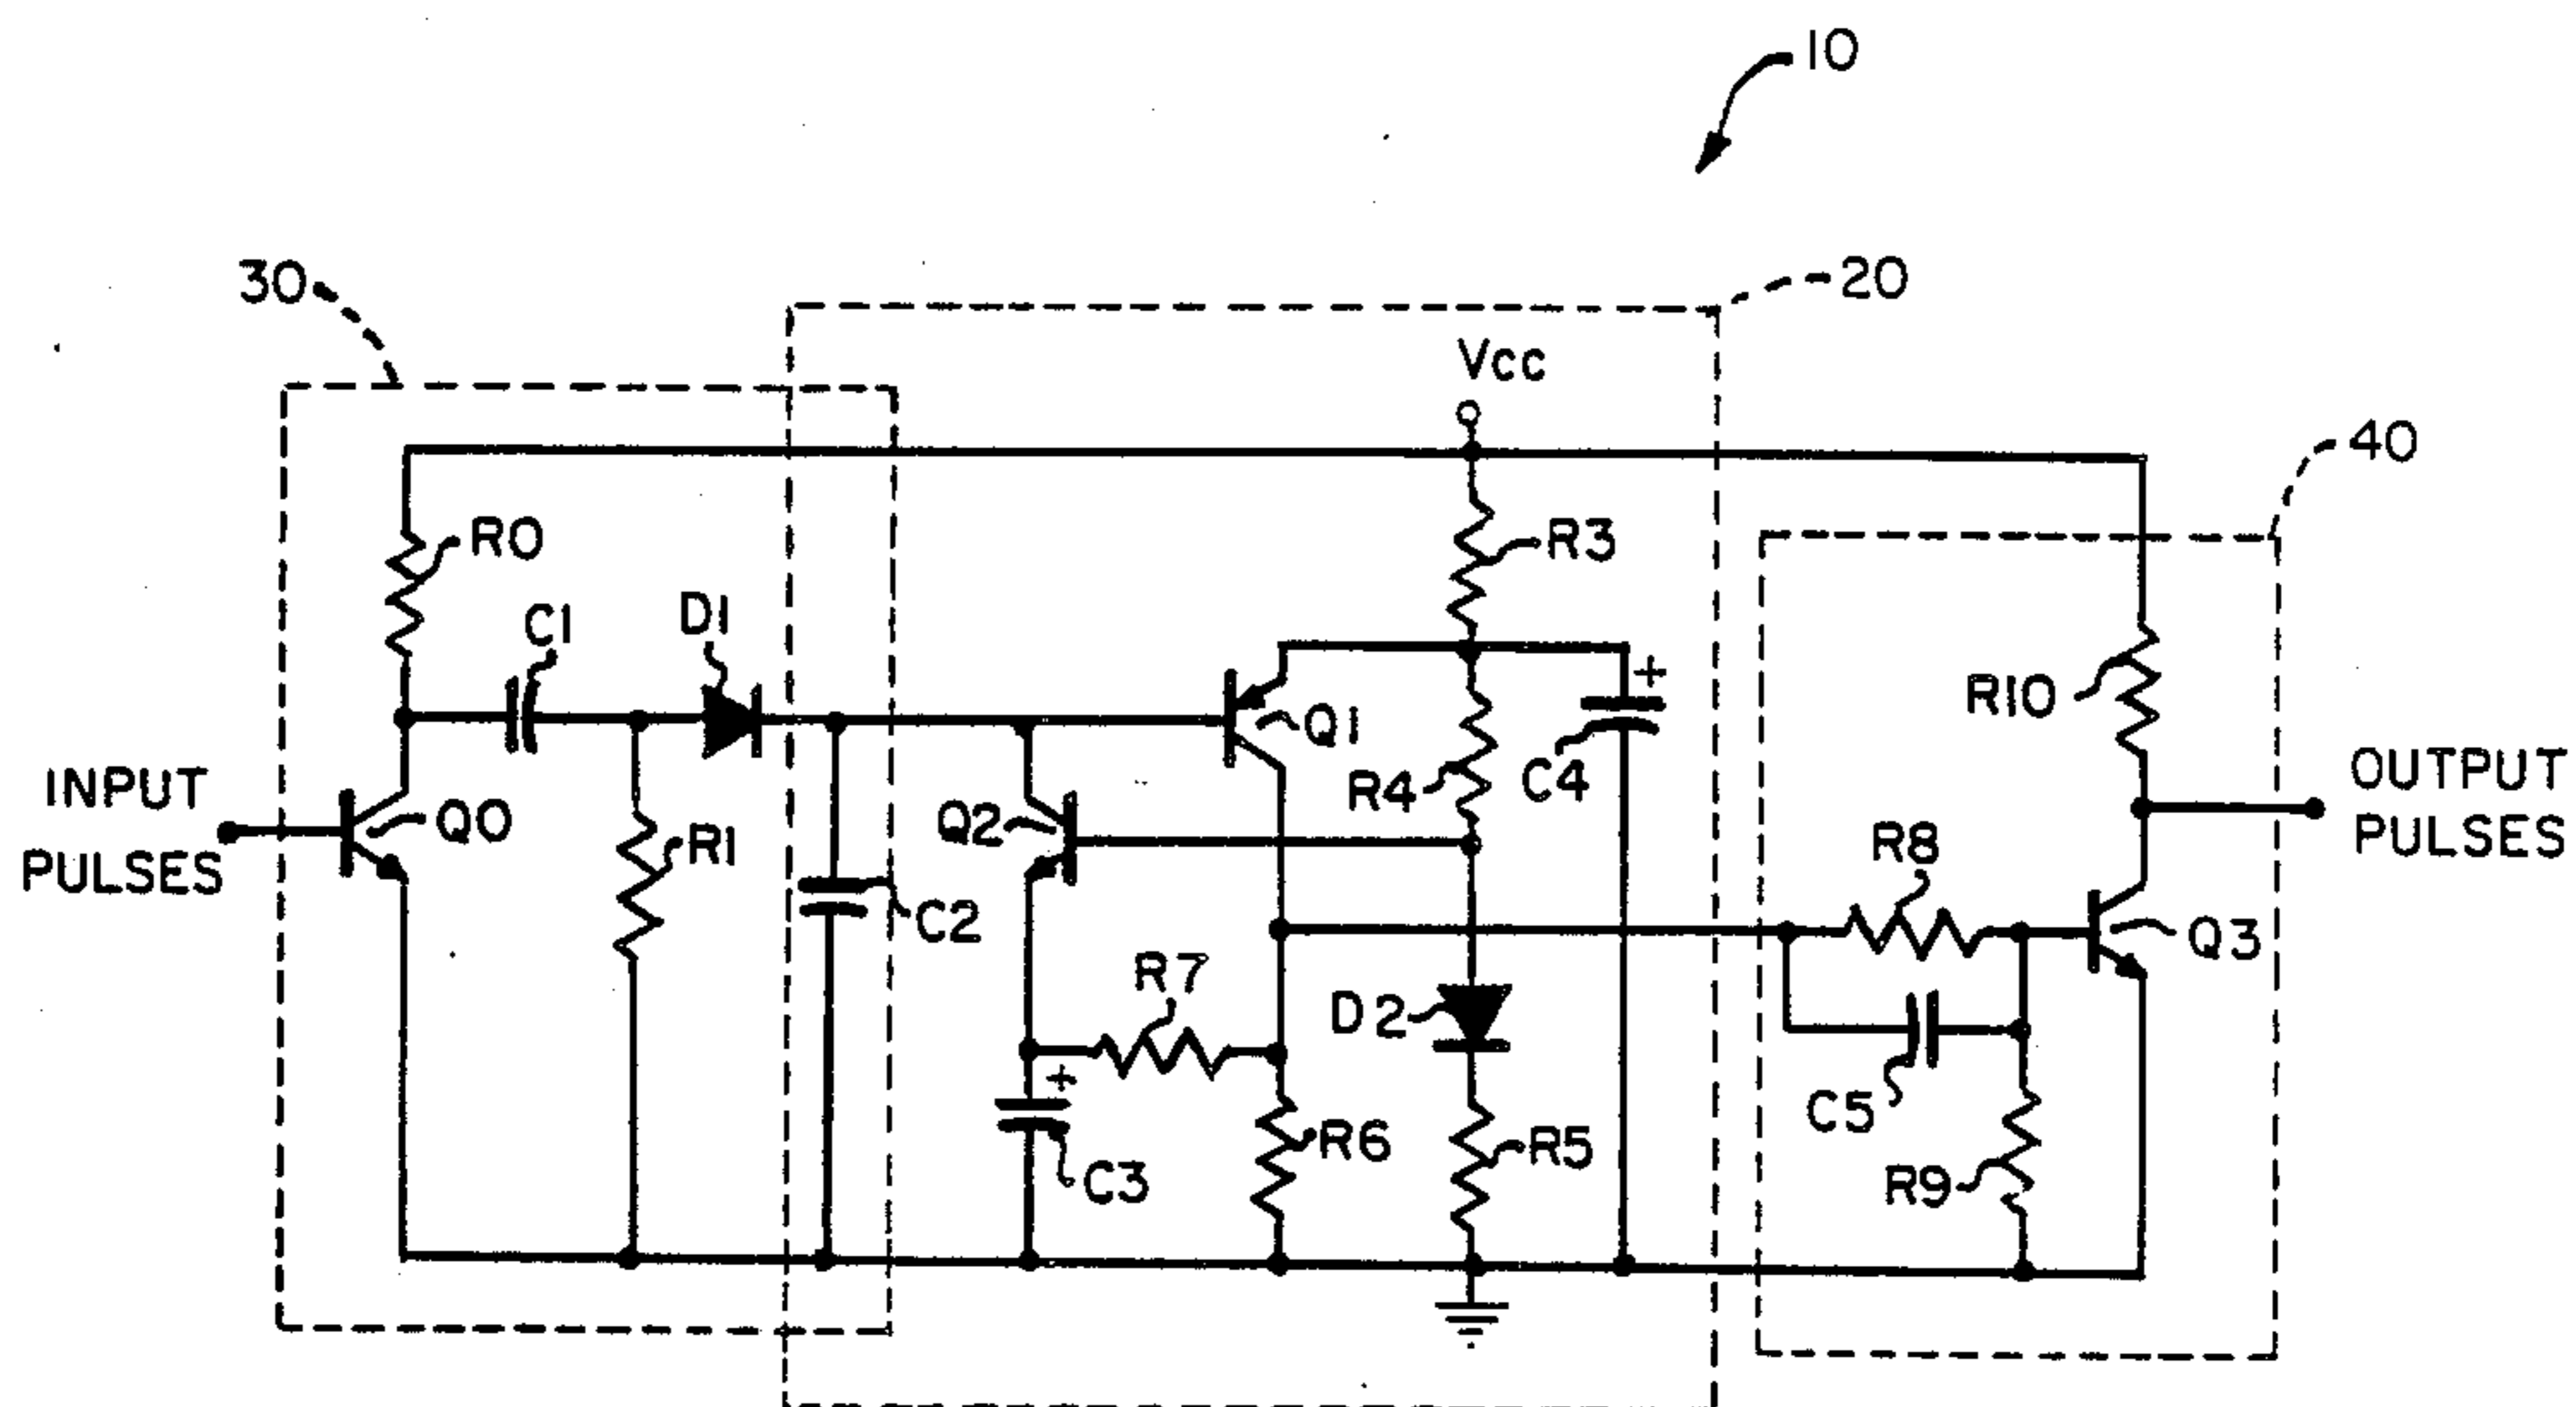 10
30
20
Vcc
40
R0
R3
C1
D1
R10
Q1
R4
C4
INPUT
PULSES
OUTPUT
PULSES
Q0
R1
Q2
R8
C2
Q3
R7
D2
C5
R6
R5
C3
R9
+
+